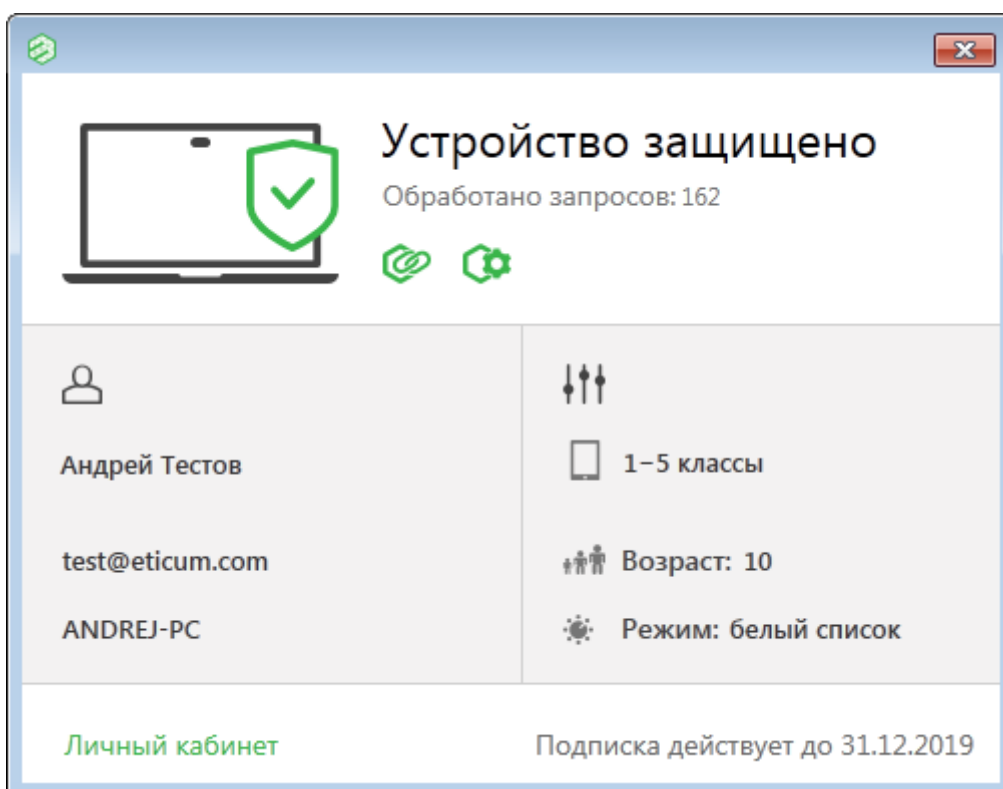 Устройство защищено
Обработано запросов: 162
Андрей Тестов
test@eticum.com
ANDREJ-PC
1–5 классы
Возраст: 10
Режим: белый список
Личный кабинет
Подписка действует до 31.12.2019